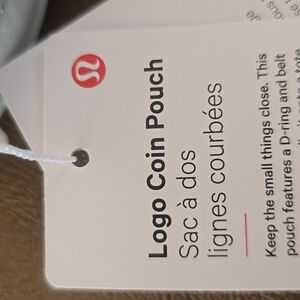 Logo Coin Pouch
Sac à dos
lignes courbées
Keep the small things close. This
pouch features a D-ring and belt